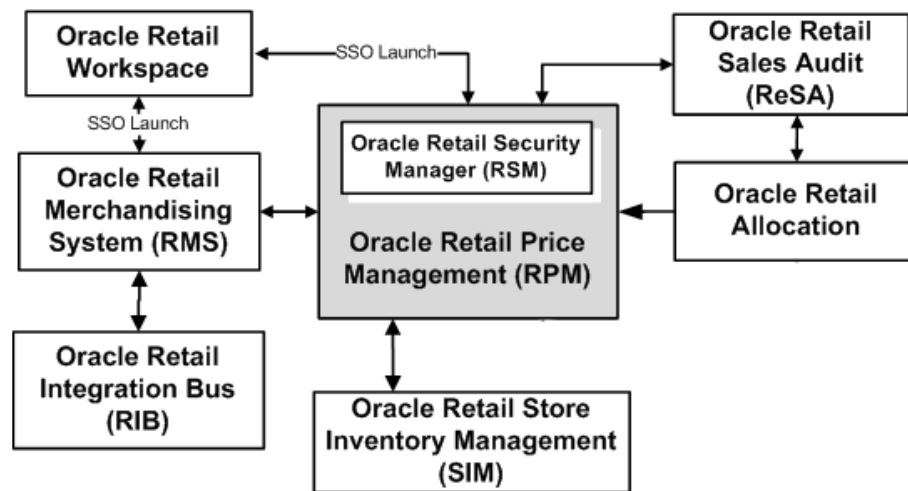 Oracle Retail
Workspace
SSO Launch
SSO Launch
Oracle Retail
Sales Audit
(ReSA)
Oracle Retail Security
Manager (RSM)
Oracle Retail
Merchandising
System (RMS)
Oracle Retail Price
Management (RPM)
Oracle Retail
Allocation
Oracle Retail
Integration Bus
(RIB)
Oracle Retail Store
Inventory Management
(SIM)